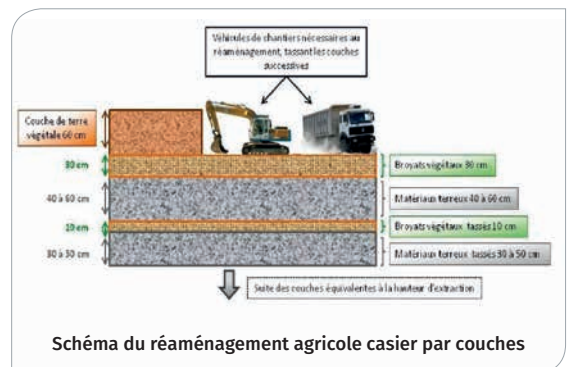 Véhicules de chantiers nécessaires au
réaménagement, tassant les couches
successives
Couche de terre
végétale 60 cm
30 cm
Broyats végétaux 30 cm
40 à 60 cm
Matériaux terreux 40 à 60 cm
10 cm
Broyats végétaux tassés 10 cm
30 à 50 cm
Matériaux terreux tassés 30 à 50 cm
Suite des couches équivalentes à la hauteur d'extraction
Schéma du réaménagement agricole casier par couches